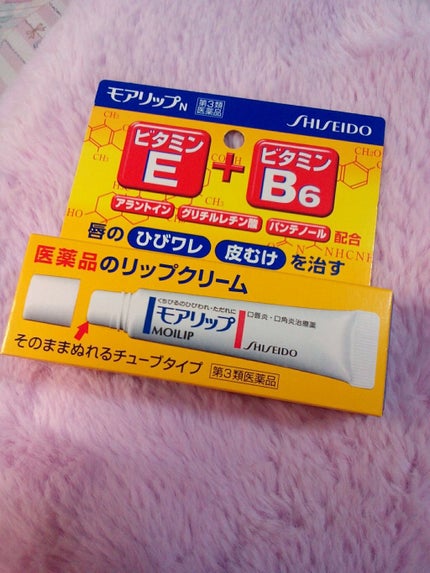 モアリップN 第3類医薬品 SHISEIDO
ビタミンE + ビタミンB6
アラントイン グリチルレチン酸 パンテノール 配合
唇の ひびワレ 皮むけ を治す
医薬品のリップクリーム
くちびるのひびわれ・ただれに
モアリップ
MOILIP
口唇炎・口角炎治療薬
SHISEIDO
そのままぬれるチューブタイプ 第3類医薬品